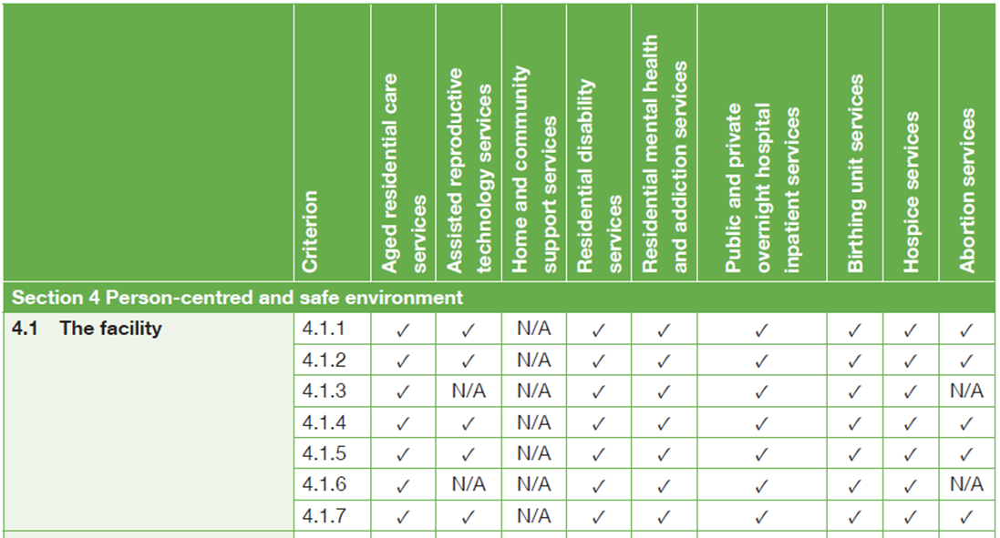 Criterion
Aged residential care
services
Assisted reproductive
technology services
Home and community
support services
Residential disability
services
Residential mental health
and addiction services
Public and private
overnight hospital
inpatient services
Birthing unit services
Hospice services
Abortion services
Section 4 Person-centred and safe environment
4.1 The facility 4.1.1 ✓ ✓ N/A ✓ ✓ ✓ ✓ ✓ ✓
4.1.2 ✓ ✓ N/A ✓ ✓ ✓ ✓ ✓ ✓
4.1.3 ✓ N/A N/A ✓ ✓ ✓ ✓ ✓ N/A
4.1.4 ✓ ✓ N/A ✓ ✓ ✓ ✓ ✓ ✓
4.1.5 ✓ ✓ N/A ✓ ✓ ✓ ✓ ✓ ✓
4.1.6 ✓ N/A N/A ✓ ✓ ✓ ✓ ✓ N/A
4.1.7 ✓ ✓ N/A ✓ ✓ ✓ ✓ ✓ ✓